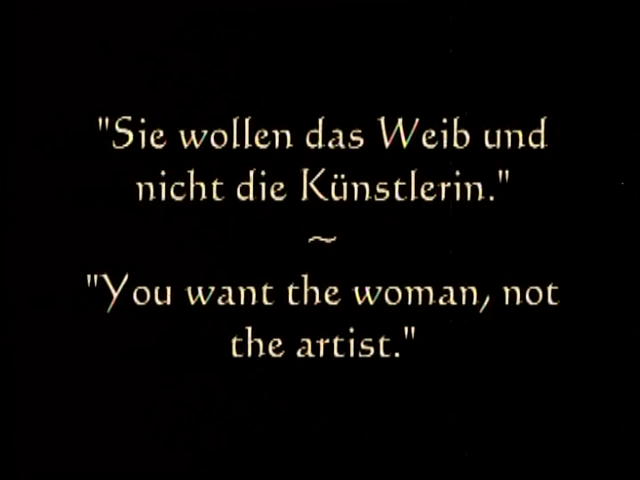 "Sie wollen das Weib und
nicht die Künstlerin."
~
"You want the woman, not
the artist."